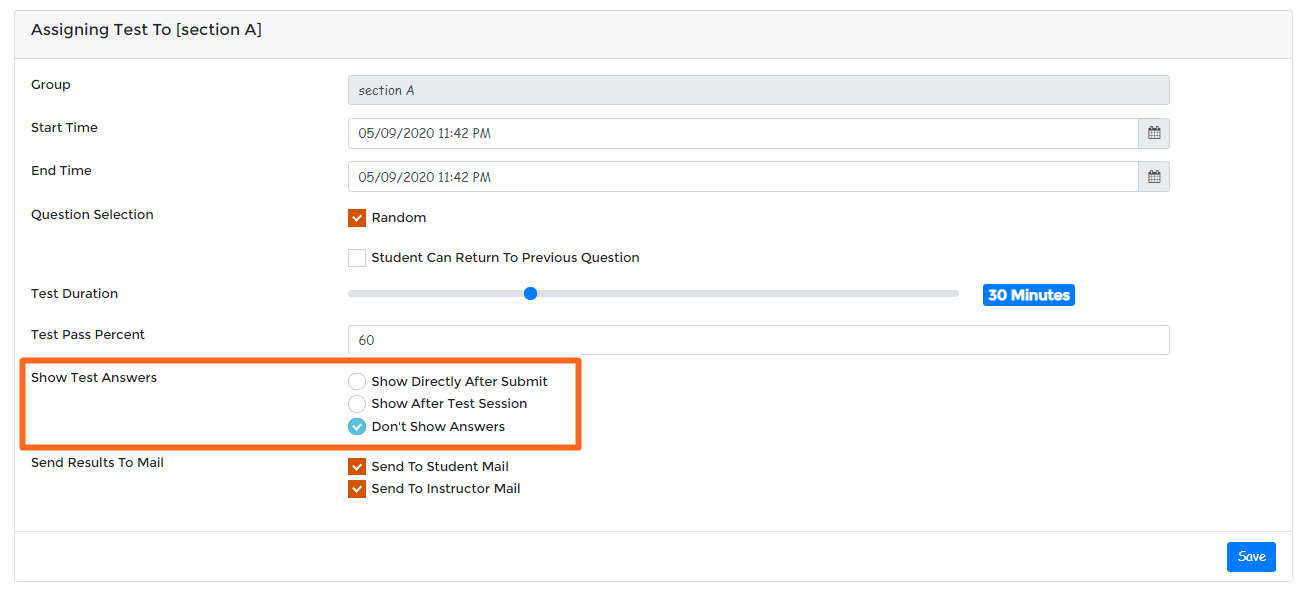 Assigning Test To [section A]
Group
section A
Start Time
05/09/2020 11:42 PM
End Time
05/09/2020 11:42 PM
Question Selection
Random
Student Can Return To Previous Question
Test Duration
30 Minutes
Test Pass Percent
60
Show Test Answers
Show Directly After Submit
Show After Test Session
Don't Show Answers
Send Results To Mail
Send To Student Mail
Send To Instructor Mail
Save